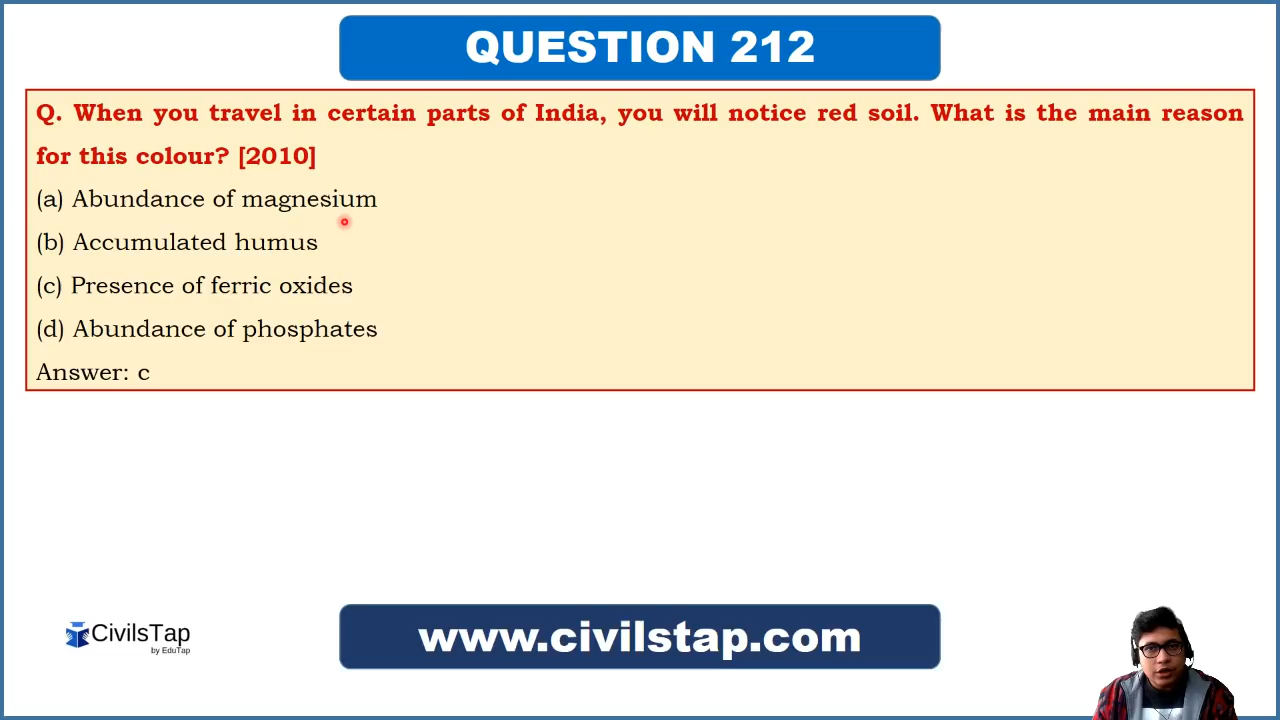 QUESTION 212
Q. When you travel in certain parts of India, you will notice red soil. What is the main reason
for this colour? [2010]
(a) Abundance of magnesium
(b) Accumulated humus
(c) Presence of ferric oxides
(d) Abundance of phosphates
Answer: c
CivilsTap
by EduTap
www.civilstap.com